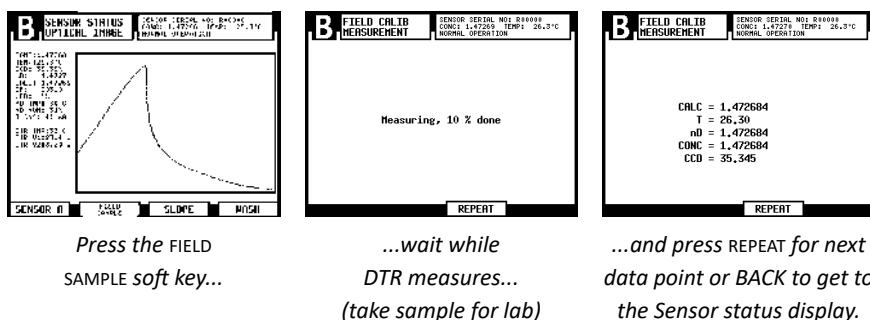 B SENSOR STATUS
OPTICAL IMAGE
NORMAL OPERATION
SENSOR A FIELD SAMPLE SLOPE WASH
Press the FIELD
SAMPLE soft key...
B FIELD CALIB
MEASUREMENT
SENSOR SERIAL NO: R00000
CONC: 1.47269 TEMP: 26.3°C
NORMAL OPERATION
Measuring, 10 % done
REPEAT
...wait while
DTR measures...
(take sample for lab)
B FIELD CALIB
MEASUREMENT
SENSOR SERIAL NO: R00000
CONC: 1.47270 TEMP: 26.3°C
NORMAL OPERATION
CALC = 1.472684
T = 26.30
nD = 1.472684
CONC = 1.472684
CCD = 35.345
REPEAT
...and press REPEAT for next
data point or BACK to get to
the Sensor status display.